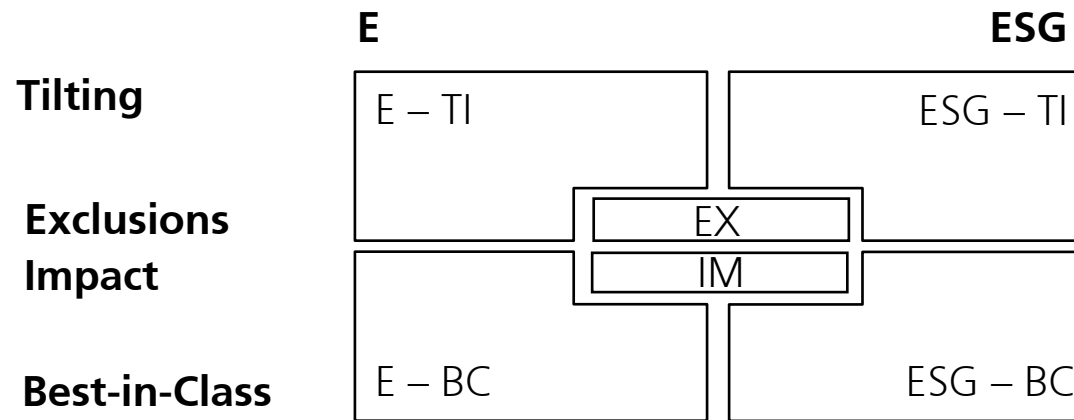 E ESG
Tilting
E – TI ESG – TI
Exclusions
EX
Impact
IM
Best-in-Class
E – BC ESG – BC